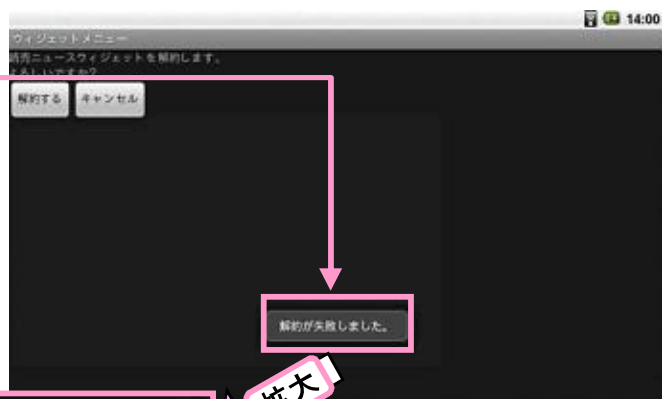 14:00
ウィジェットメニュー
読売ニュースウィジェットを解約します。
よろしいですか?
解約する
キャンセル
解約が失敗しました。
拡大